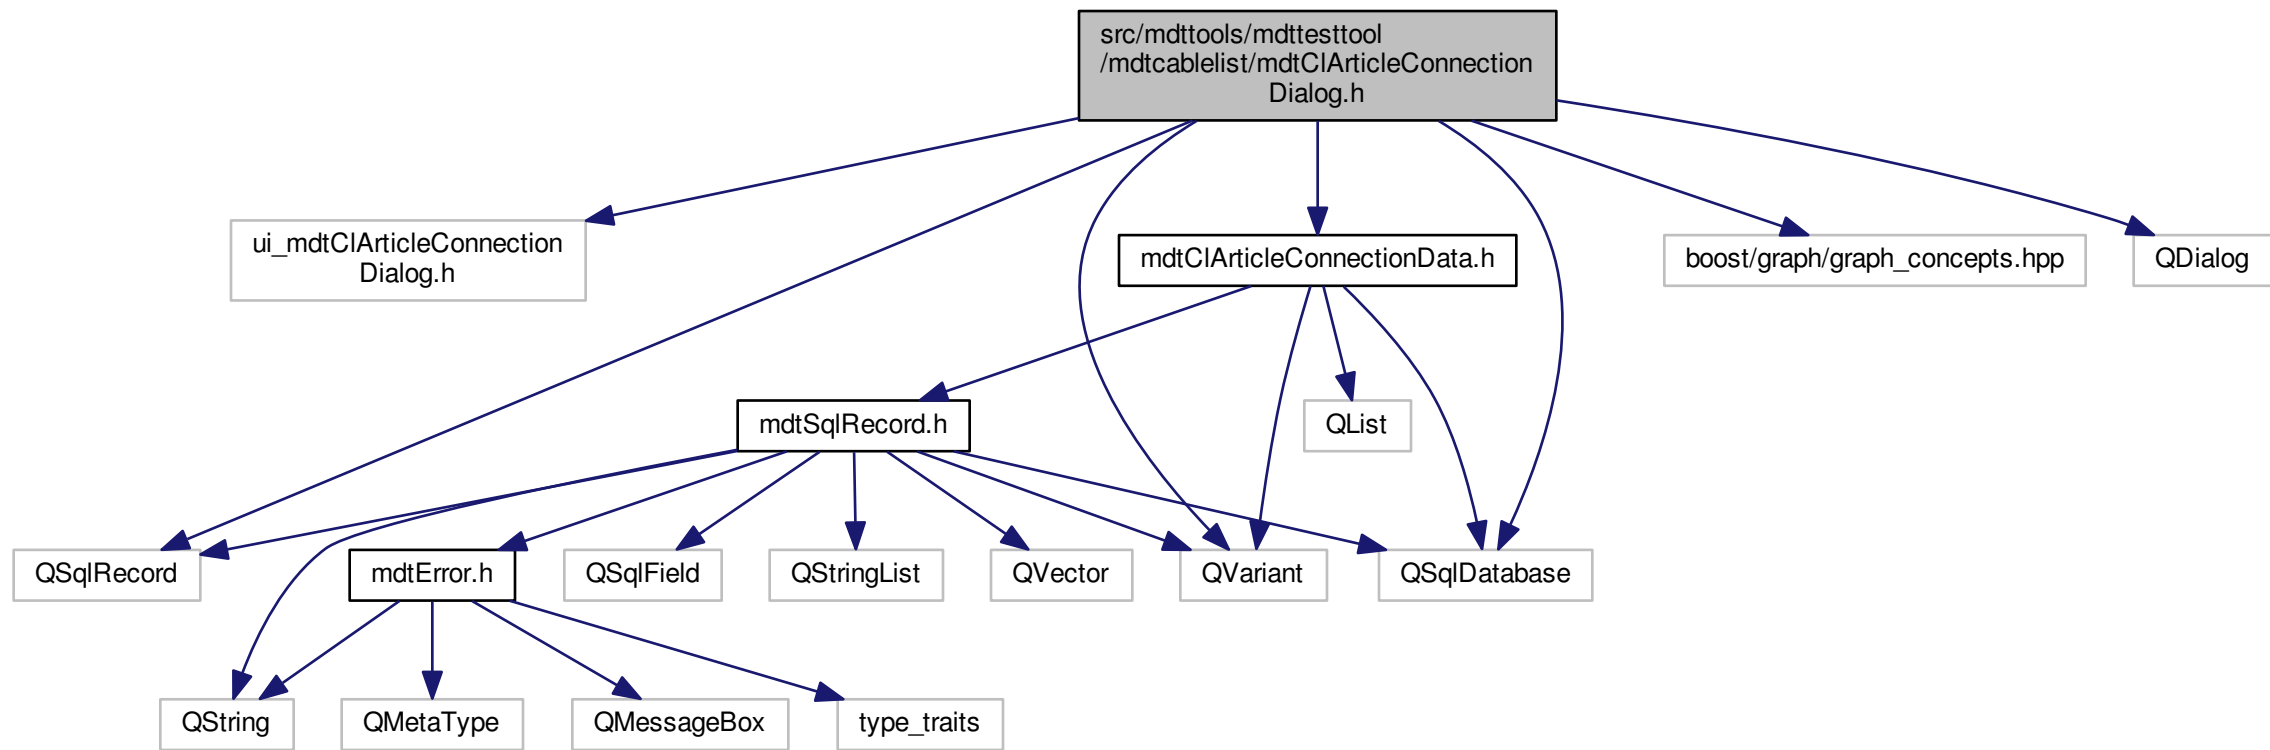 src/mdttools/mdttesttool
/mdtcablelist/mdtClArticleConnection
Dialog.h
ui_mdtClArticleConnection
Dialog.h
mdtClArticleConnectionData.h
boost/graph/graph_concepts.hpp
QDialog
mdtSqlRecord.h
QList
QSqlRecord
mdtError.h
QSqlField
QStringList
QVector
QVariant
QSqlDatabase
QString
QMetaType
QMessageBox
type_traits